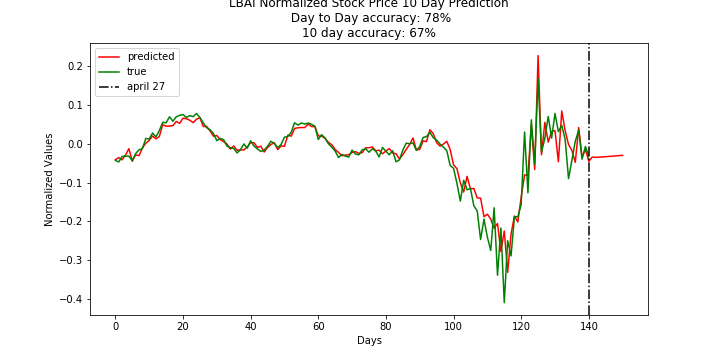 LBAI Normalized Stock Price 10 Day Prediction
Day to Day accuracy: 78%
10 day accuracy: 67%
predicted
true
april 27
Normalized Values
0.2
0.1
0.0
−0.1
−0.2
−0.3
−0.4
0
20
40
60
80
100
120
140
Days